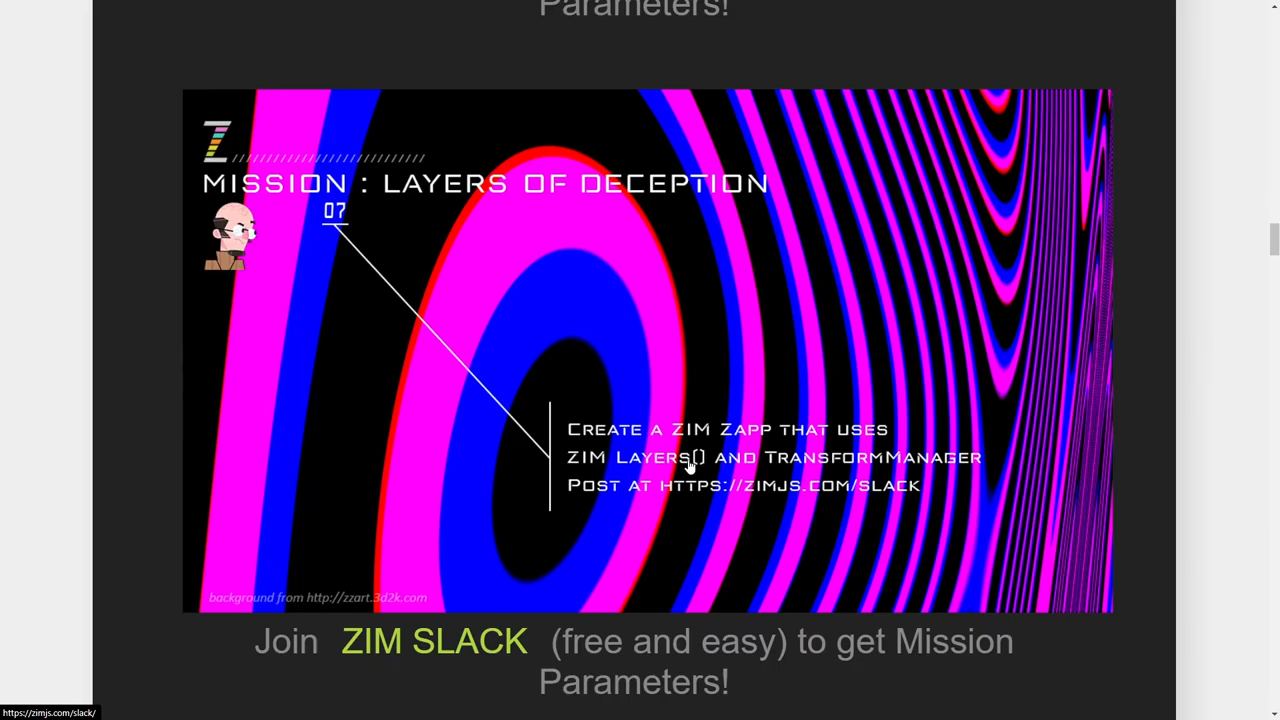 Parameters!
Z //////////////////////////
MISSION : LAYERS OF DECEPTION
07
CREATE A ZIM ZAPP THAT USES
ZIM LAYERS() AND TRANSFORMMANAGER
POST AT HTTPS://ZIMJS.COM/SLACK
background from http://zzart.3d2k.com
Join ZIM SLACK (free and easy) to get Mission
Parameters!
https://zimjs.com/slack/